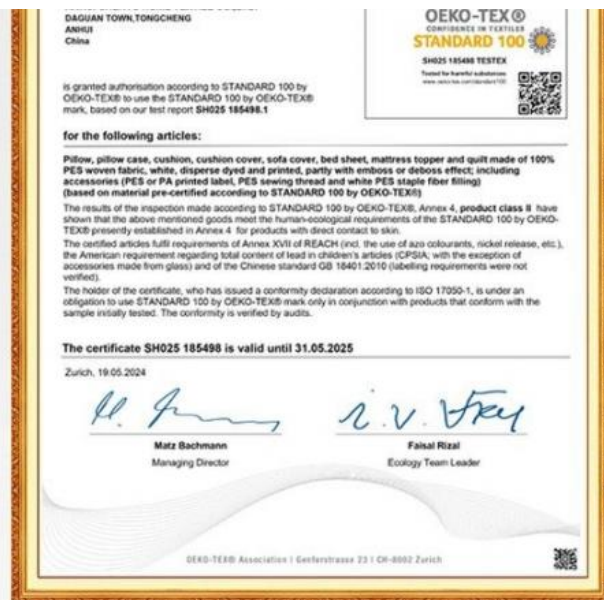 DAGUAN TOWN,TONGCHENG
ANHUI
China
OEKO-TEX®
CONFIDENCE IN TEXTILES
STANDARD 100
SH025 185498 TESTEX
Tested for harmful substances
www.oeko-tex.com/standard100
is granted authorisation according to STANDARD 100 by
OEKO-TEX® to use the STANDARD 100 by OEKO-TEX®
mark, based on our test report SH025 185498.1
for the following articles:
Pillow, pillow case, cushion, cushion cover, sofa cover, bed sheet, mattress topper and quilt made of 100%
PES woven fabric, white, disperse dyed and printed, partly with emboss or deboss effect; including
accessories (PES or PA printed label, PES sewing thread and white PES staple fiber filling)
(based on material pre-certified according to STANDARD 100 by OEKO-TEX®)
The results of the inspection made according to STANDARD 100 by OEKO-TEX®, Annex 4, product class II have
shown that the above mentioned goods meet the human-ecological requirements of the STANDARD 100 by OEKO-
TEX® presently established in Annex 4 for products with direct contact to skin.
The certified articles fulfil requirements of Annex XVII of REACH (incl. the use of azo colourants, nickel release, etc.),
the American requirement regarding total content of lead in children's articles (CPSIA; with the exception of
accessories made from glass) and of the Chinese standard GB 18401:2010 (labelling requirements were not
verified).
The holder of the certificate, who has issued a conformity declaration according to ISO 17050-1, is under an
obligation to use STANDARD 100 by OEKO-TEX® mark only in conjunction with products that conform with the
sample initially tested. The conformity is verified by audits.
The certificate SH025 185498 is valid until 31.05.2025
Zurich, 19.05.2024
Matz Bachmann
Managing Director
Faisal Rizal
Ecology Team Leader
OEKO-TEX® Association | Genferstrasse 23 | CH-8002 Zurich